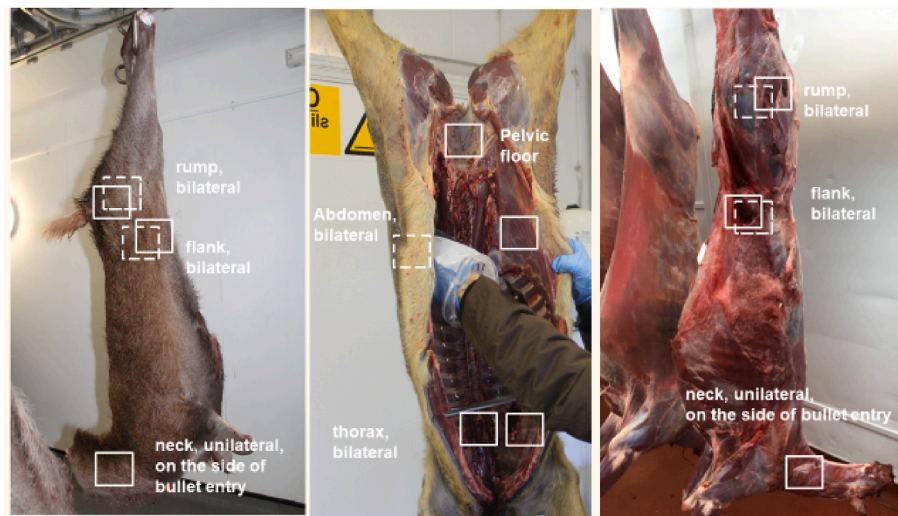 rump,
bilateral
flank,
bilateral
neck, unilateral,
on the side of
bullet entry
Pelvic
floor
Abdomen,
bilateral
thorax,
bilateral
rump,
bilateral
flank,
bilateral
neck, unilateral,
on the side of bullet entry